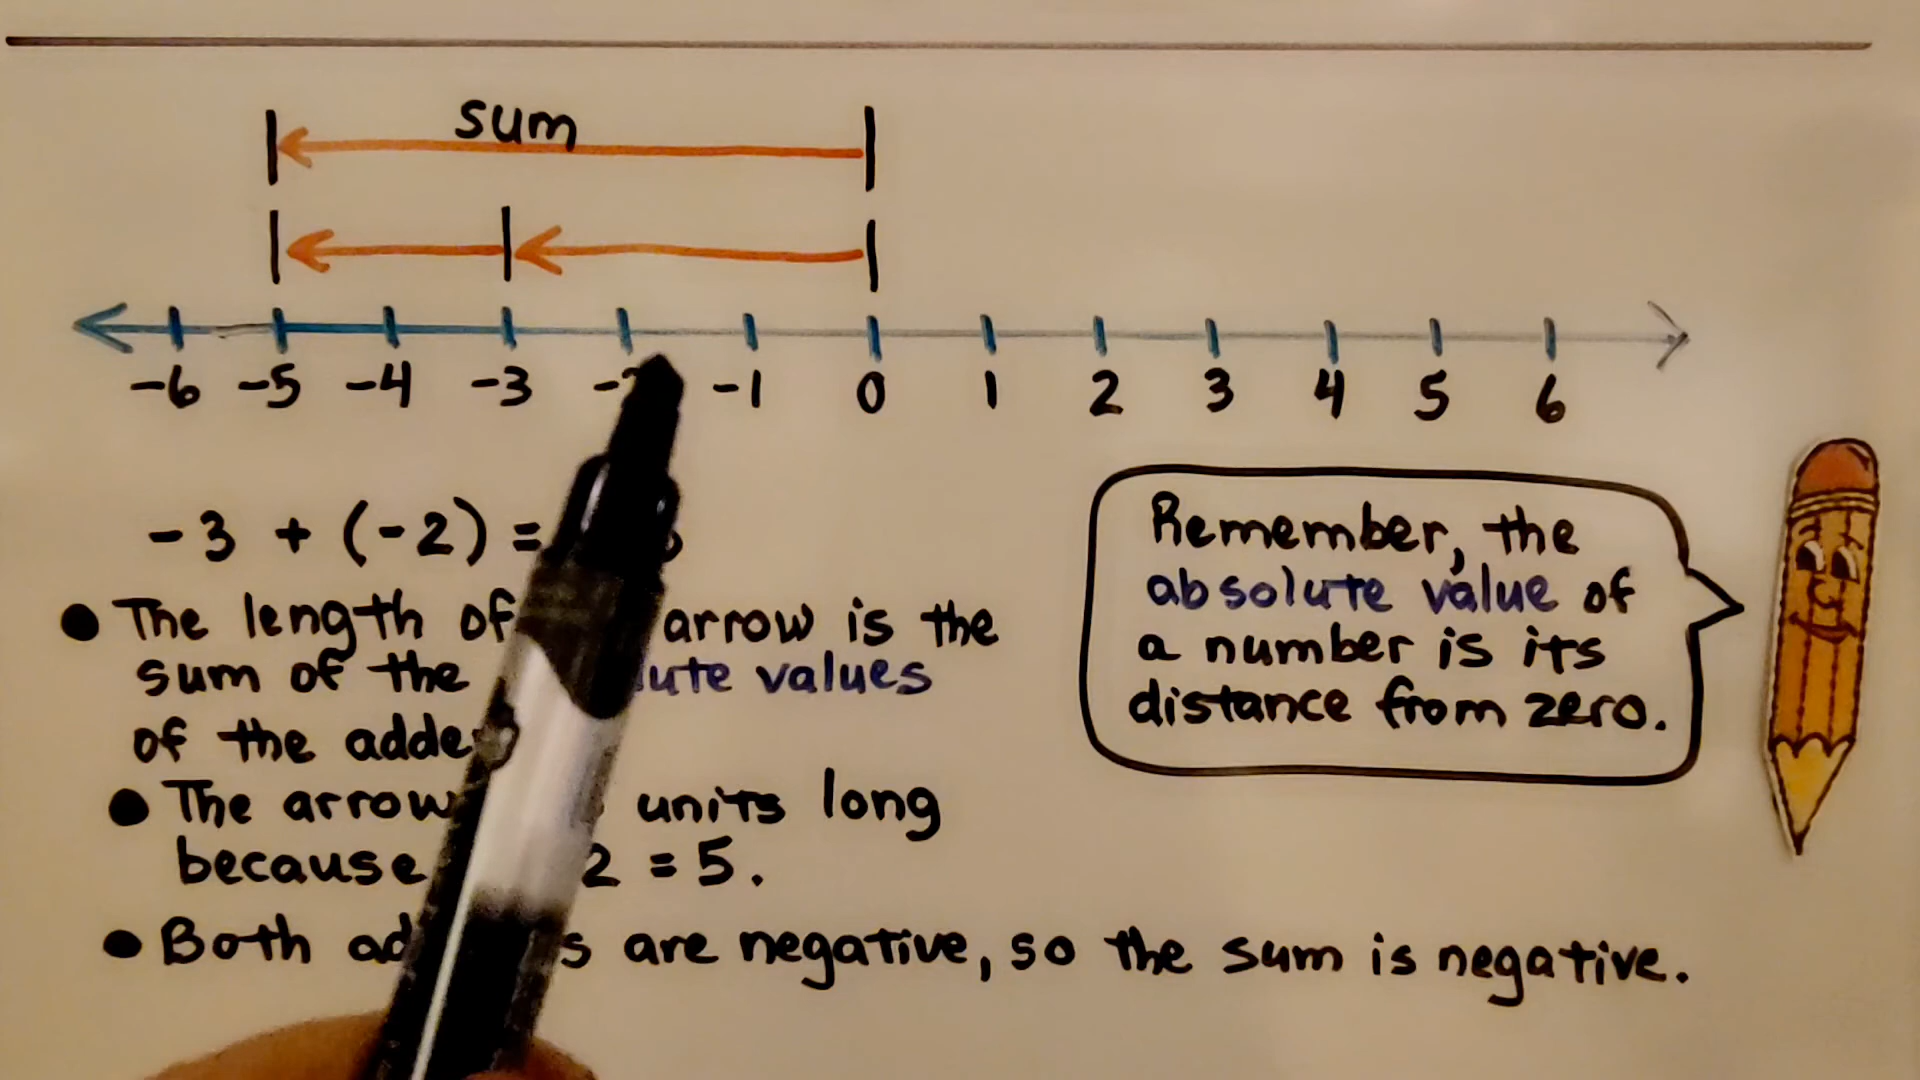 sum
-6 -5 -4 -3 -1 0 1 2 3 4 5 6
-3 + (-2) =
The length of arrow is the
sum of the values
of the
The arrow units long
because 2 = 5.
Both are negative, so the sum is negative.
Remember, the
absolute value of
a number is its
distance from zero.